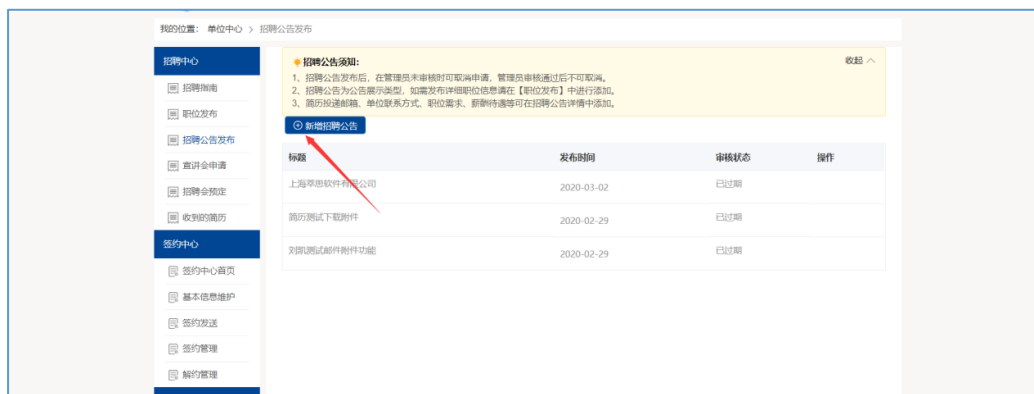 我的位置： 单位中心 > 招聘公告发布
招聘中心
招聘指南
职位发布
招聘公告发布
宣讲会申请
招聘会预定
收到的简历
签约中心
签约中心首页
基本信息维护
签约发送
签约管理
解约管理
招聘公告须知： 收起
1、招聘公告发布后，在管理员未审核时可取消申请，管理员审核通过后不可取消。
2、招聘公告为公告展示类型，如需发布详细职位信息请在【职位发布】中进行添加。
3、简历投递邮箱、单位联系方式、职位需求、薪酬待遇等可在招聘公告详情中添加。
新增招聘公告
标题 发布时间 审核状态 操作
上海萃思软件有限公司 2020-03-02 已过期
简历测试下载附件 2020-02-29 已过期
刘凯测试邮件附件功能 2020-02-29 已过期